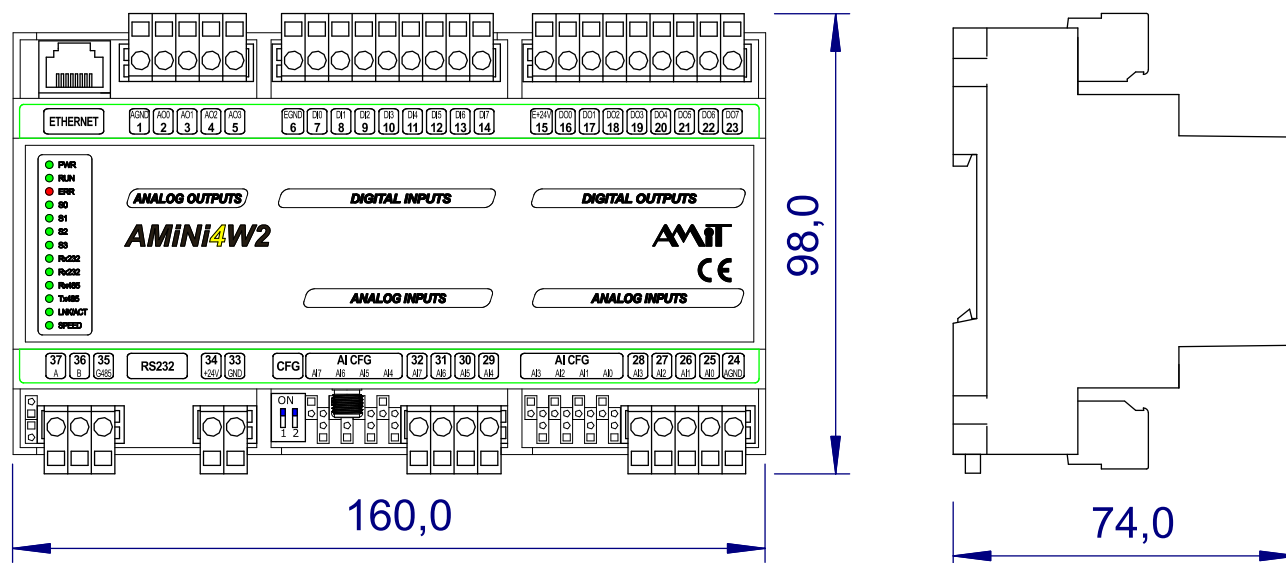 ETHERNET
AGND AO0 AO1 AO2 AO3
1 2 3 4 5
EGND DI0 DI1 DI2 DI3 DI4 DI5 DI6 DI7
6 7 8 9 10 11 12 13 14
E+24V DO0 DO1 DO2 DO3 DO4 DO5 DO6 DO7
15 16 17 18 19 20 21 22 23
PWR
RUN
ERR
S0
S1
S2
S3
Rx232
Rx232
Rx485
Tx485
LNK/ACT
SPEED
ANALOG OUTPUTS
DIGITAL INPUTS
DIGITAL OUTPUTS
AMiNi4W2
AMiT
CE
ANALOG INPUTS
ANALOG INPUTS
98,0
37 36 35
A B G485
RS232
34 33
+24V GND
CFG
AI CFG
AI7 AI6 AI5 AI4
32 31 30 29
AI7 AI6 AI5 AI4
AI CFG
AI3 AI2 AI1 AI0
28 27 26 25 24
AI3 AI2 AI1 AI0 AGND
ON
1 2
160,0
74,0